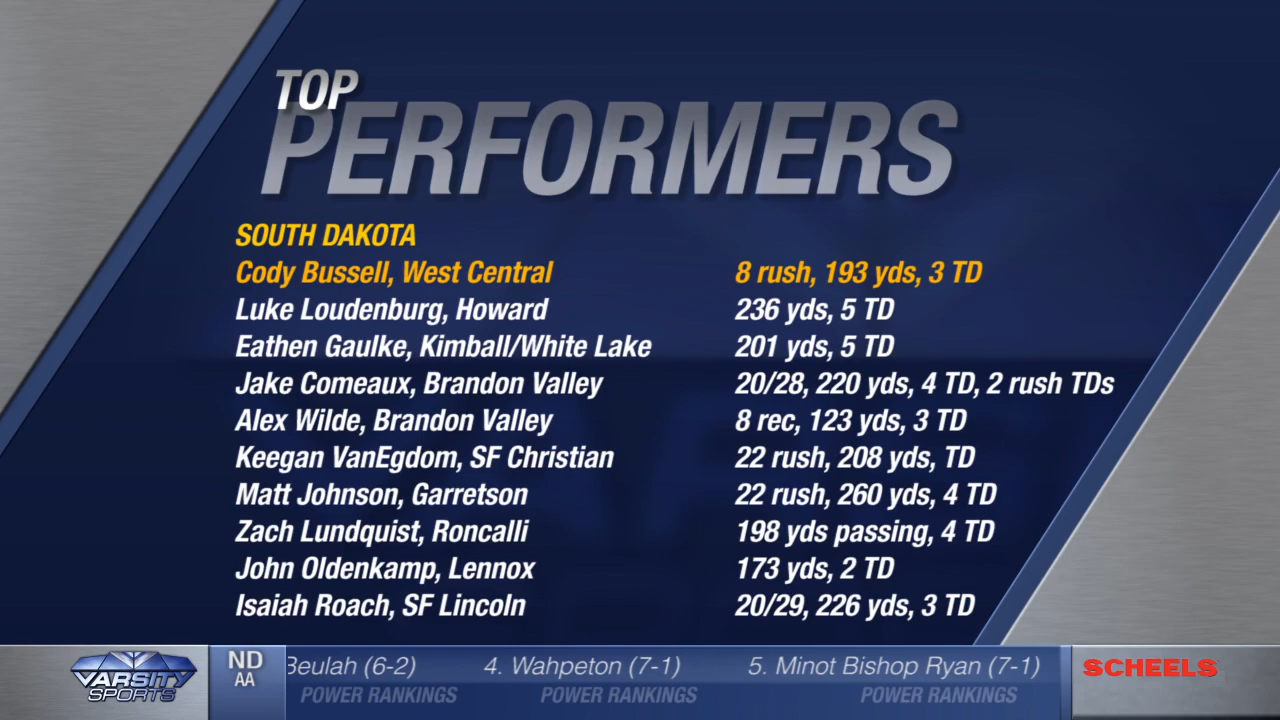 TOP
PERFORMERS
SOUTH DAKOTA
Cody Bussell, West Central 8 rush, 193 yds, 3 TD
Luke Loudenburg, Howard 236 yds, 5 TD
Eathen Gaulke, Kimball/White Lake 201 yds, 5 TD
Jake Comeaux, Brandon Valley 20/28, 220 yds, 4 TD, 2 rush TDs
Alex Wilde, Brandon Valley 8 rec, 123 yds, 3 TD
Keegan VanEgdom, SF Christian 22 rush, 208 yds, TD
Matt Johnson, Garretson 22 rush, 260 yds, 4 TD
Zach Lundquist, Roncalli 198 yds passing, 4 TD
John Oldenkamp, Lennox 173 yds, 2 TD
Isaiah Roach, SF Lincoln 20/29, 226 yds, 3 TD
VARSITY
SPORTS
ND
AA
Beulah (6-2) 4. Wahpeton (7-1) 5. Minot Bishop Ryan (7-1)
POWER RANKINGS POWER RANKINGS POWER RANKINGS
SCHEELS